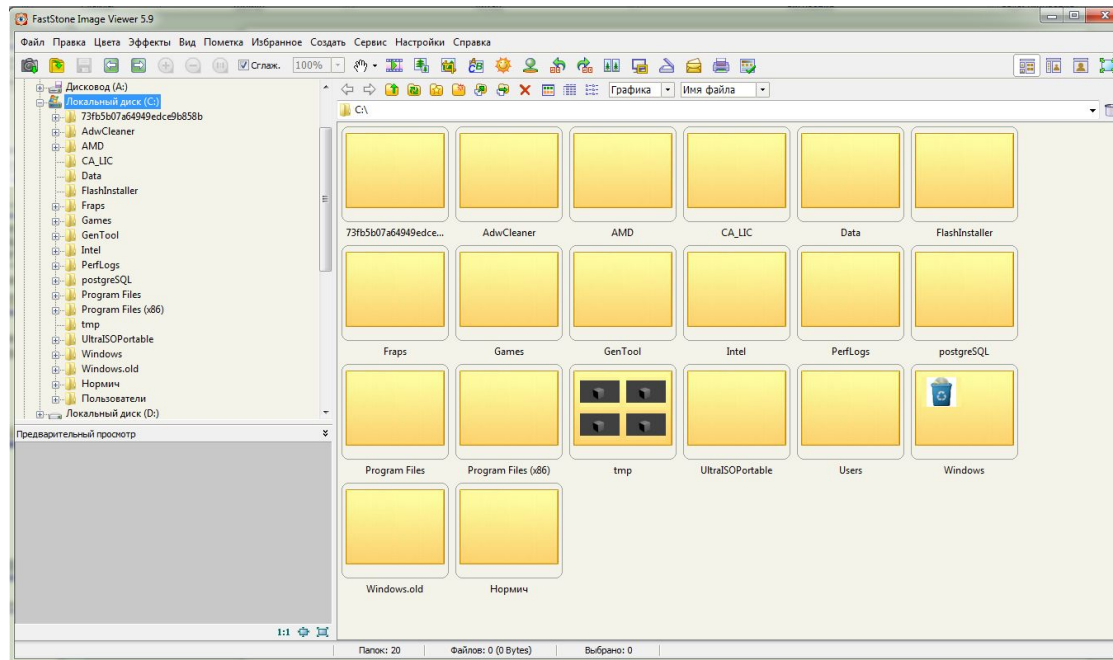 FastStone Image Viewer 5.9
Файл Правка Цвета Эффекты Вид Пометка Избранное Создать Сервис Настройки Справка
Сглаж. 100%
Дисковод (A:)
Локальный диск (C:)
73fb5b07a64949edce9b858b
AdwCleaner
AMD
CA_LIC
Data
FlashInstaller
Fraps
Games
GenTool
Intel
PerfLogs
postgreSQL
Program Files
Program Files (x86)
tmp
UltraISOPortable
Windows
Windows.old
Нормич
Пользователи
Локальный диск (D:)
Предварительный просмотр
1:1
Графика Имя файла
C:\
73fb5b07a64949edce... AdwCleaner AMD CA_LIC Data FlashInstaller
Fraps Games GenTool Intel PerfLogs postgreSQL
Program Files Program Files (x86) tmp UltraISOPortable Users Windows
Windows.old Нормич
Папок: 20 Файлов: 0 (0 Bytes) Выбрано: 0